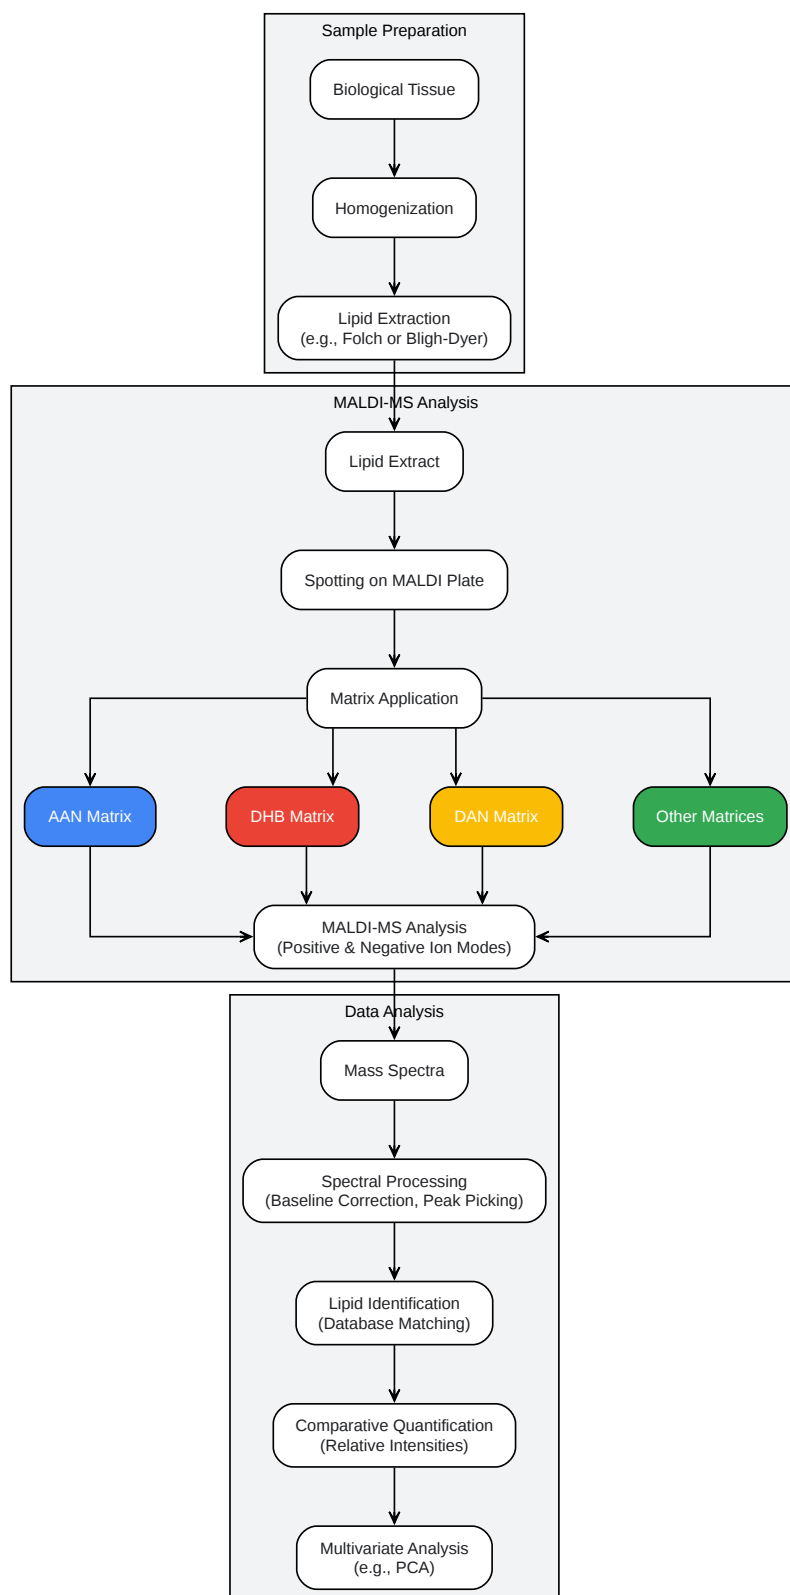 Sample Preparation
Biological Tissue
Homogenization
Lipid Extraction
(e.g., Folch or Bligh-Dyer)
MALDI-MS Analysis
Lipid Extract
Spotting on MALDI Plate
Matrix Application
AAN Matrix
DHB Matrix
DAN Matrix
Other Matrices
MALDI-MS Analysis
(Positive & Negative Ion Modes)
Data Analysis
Mass Spectra
Spectral Processing
(Baseline Correction, Peak Picking)
Lipid Identification
(Database Matching)
Comparative Quantification
(Relative Intensities)
Multivariate Analysis
(e.g., PCA)